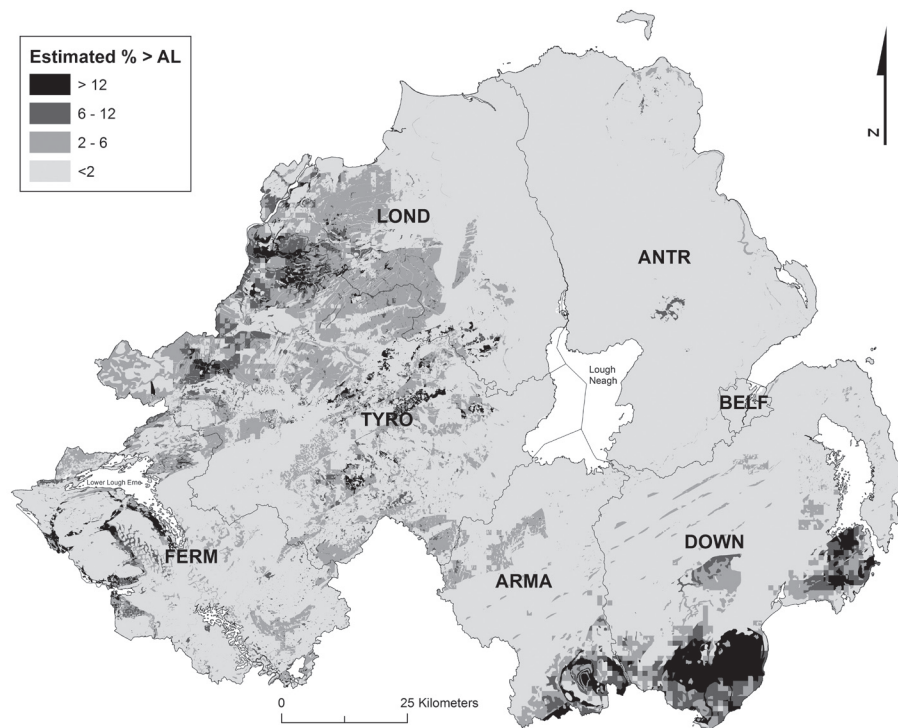 Estimated % > AL
> 12
6 - 12
2 - 6
<2
N
LOND
ANTR
Lough
Neagh
BELF
TYRO
Lower Lough Erne
FERM
DOWN
ARMA
0 25 Kilometers